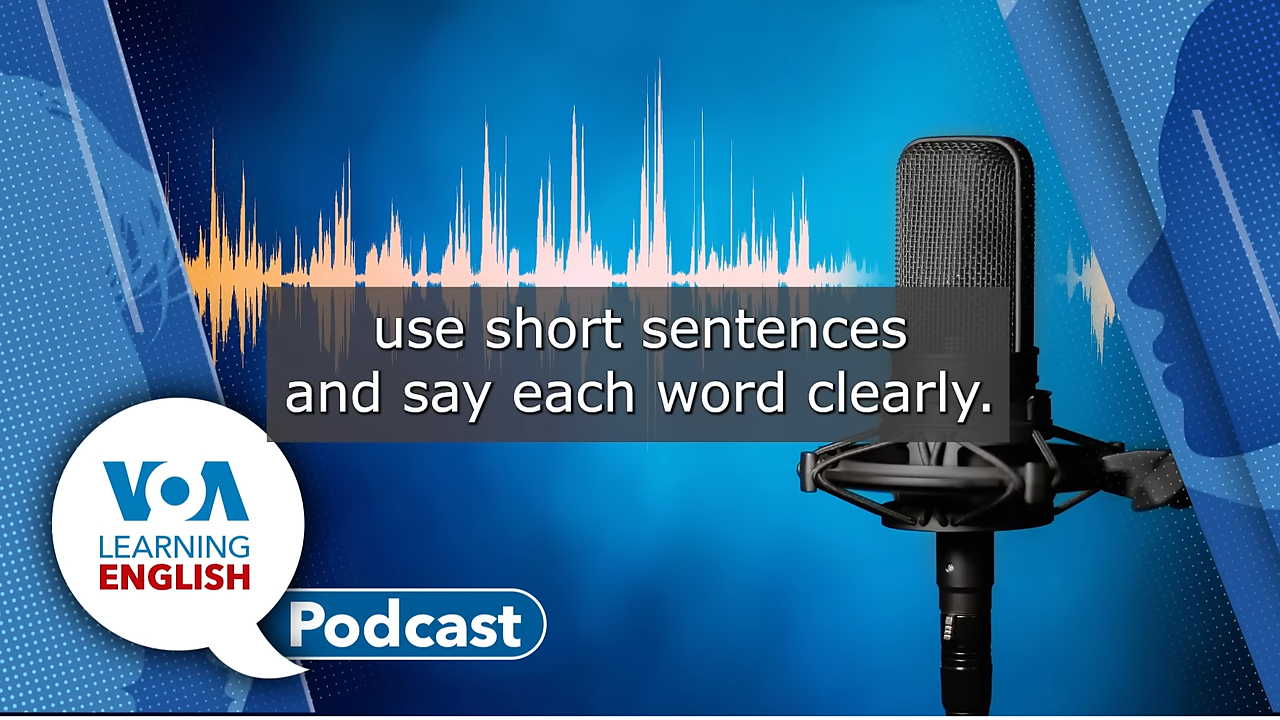 use short sentences
and say each word clearly.
VOA
LEARNING
ENGLISH
Podcast